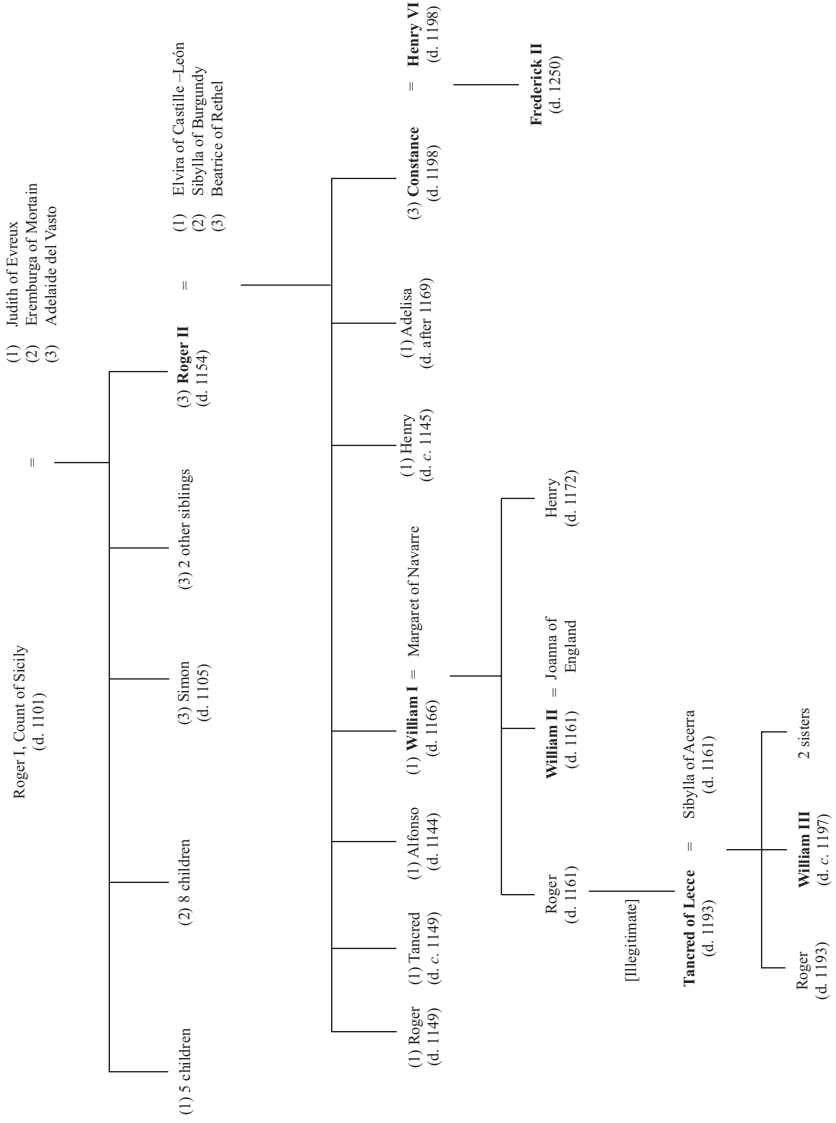 Roger I, Count of Sicily
(d. 1101)
=
(1) Judith of Evreux
(2) Eremburga of Mortain
(3) Adelaide del Vasto
(1) 5 children
(2) 8 children
(3) Simon
(d. 1105)
(3) 2 other siblings
(3) Roger II
(d. 1154)
=
(1) Elvira of Castille –León
(2) Sibylla of Burgundy
(3) Beatrice of Rethel
(1) Roger
(d. 1149)
(1) Tancred
(d. c. 1149)
(1) Alfonso
(d. 1144)
(1) William I = Margaret of Navarre
(d. 1166)
(1) Henry
(d. c. 1145)
(1) Adelisa
(d. after 1169)
(3) Constance
(d. 1198)
=
Henry VI
(d. 1198)
Frederick II
(d. 1250)
Roger
(d. 1161)
William II = Joanna of
(d. 1161) England
Henry
(d. 1172)
[Illegitimate]
Tancred of Lecce = Sibylla of Acerra
(d. 1193) (d. 1161)
Roger
(d. 1193)
William III
(d. c. 1197)
2 sisters